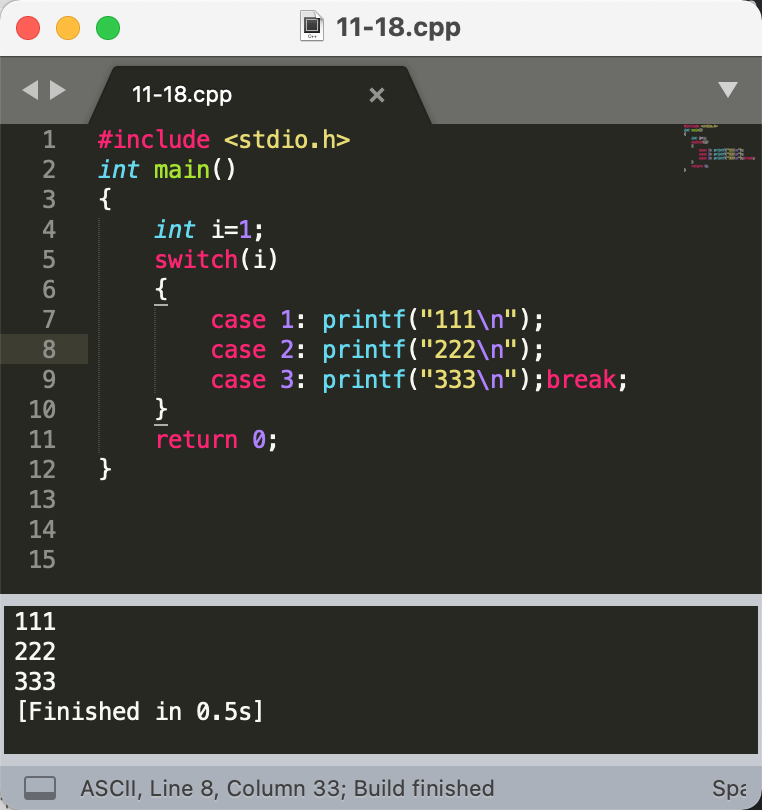 11-18.cpp
11-18.cpp ×
1 #include <stdio.h>
2 int main()
3 {
4     int i=1;
5     switch(i)
6     {
7         case 1: printf("111\n");
8         case 2: printf("222\n");
9         case 3: printf("333\n");break;
10     }
11     return 0;
12 }
13
14
15
111
222
333
[Finished in 0.5s]
ASCII, Line 8, Column 33; Build finished Spa